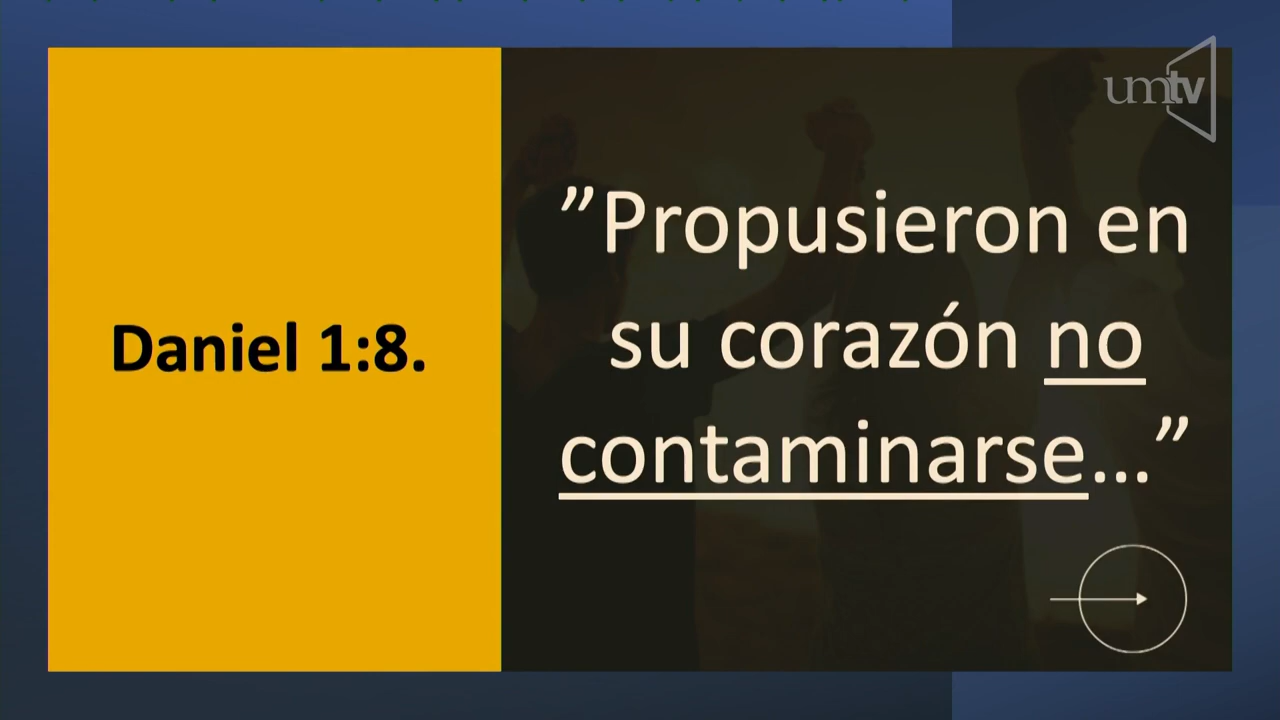 umtv
Daniel 1:8.
”Propusieron en
su corazón no
contaminarse...”